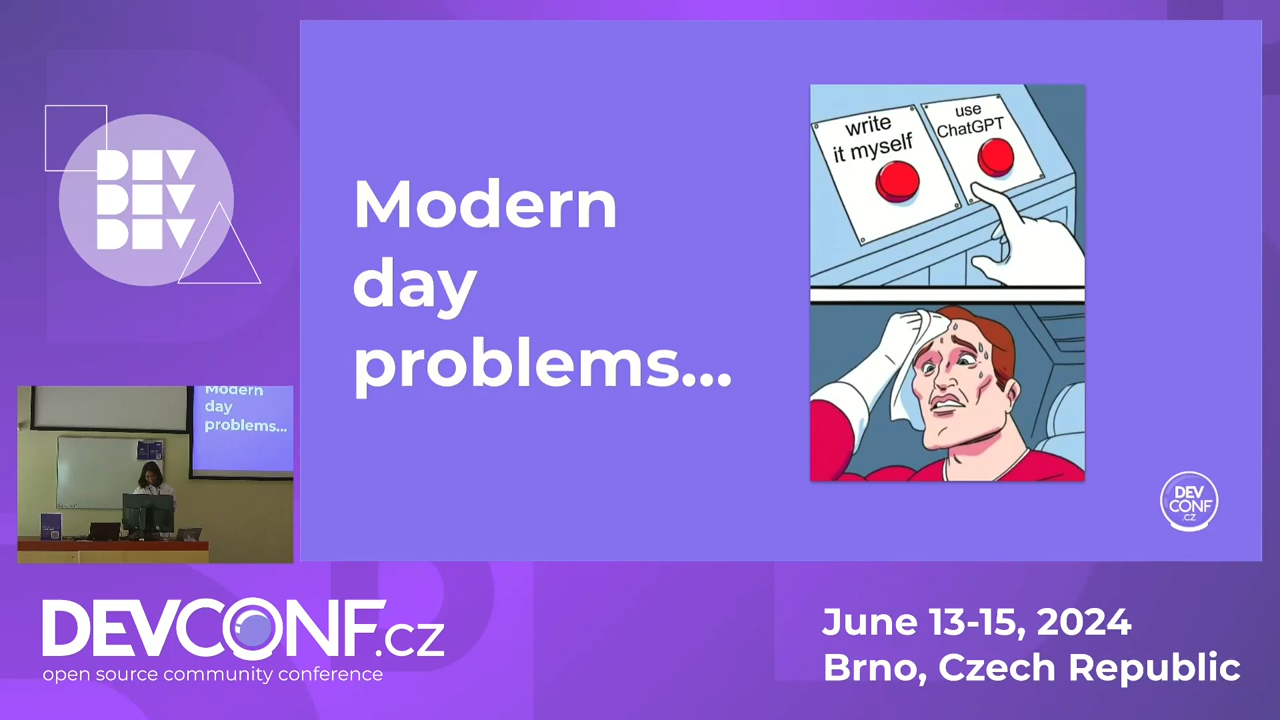 DEV
DEV
DEV
Modern
day
problems...
write
it myself
use
ChatGPT
DEV
CONF
.CZ
Modern
day
problems...
DEVCONF.cz
open source community conference
June 13-15, 2024
Brno, Czech Republic